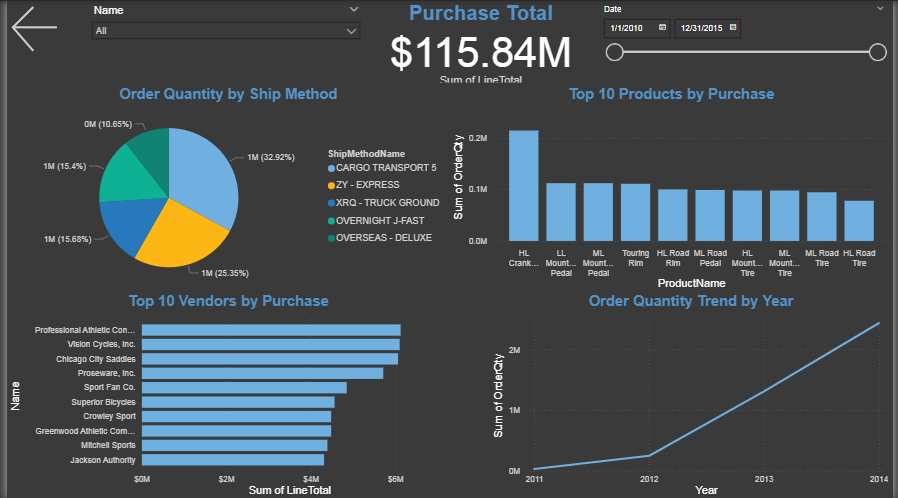 Name
All
Purchase Total
$115.84M
Sum of LineTotal
Date
1/1/2010
12/31/2015
Order Quantity by Ship Method
0M (10.65%)
1M (15.4%)
1M (15.68%)
1M (32.92%)
1M (25.35%)
ShipMethodName
CARGO TRANSPORT 5
ZY - EXPRESS
XRQ - TRUCK GROUND
OVERNIGHT J-FAST
OVERSEAS - DELUXE
Top 10 Products by Purchase
Sum of OrderQty
0.2M
0.1M
0.0M
HL
Crank...
LL
Mount...
Pedal
ML
Mount...
Pedal
Touring
Rim
HL Road
Rim
ML Road
Pedal
HL
Mount...
Tire
ML
Mount...
Tire
ML Road
Tire
HL Road
Tire
ProductName
Top 10 Vendors by Purchase
Name
Professional Athletic Con...
Vision Cycles, Inc.
Chicago City Saddles
Proseware, Inc.
Sport Fan Co.
Superior Bicycles
Crowley Sport
Greenwood Athletic Com...
Mitchell Sports
Jackson Authority
$0M
$2M
$4M
$6M
Sum of LineTotal
Order Quantity Trend by Year
Sum of OrderQty
2M
1M
0M
2011
2012
2013
2014
Year